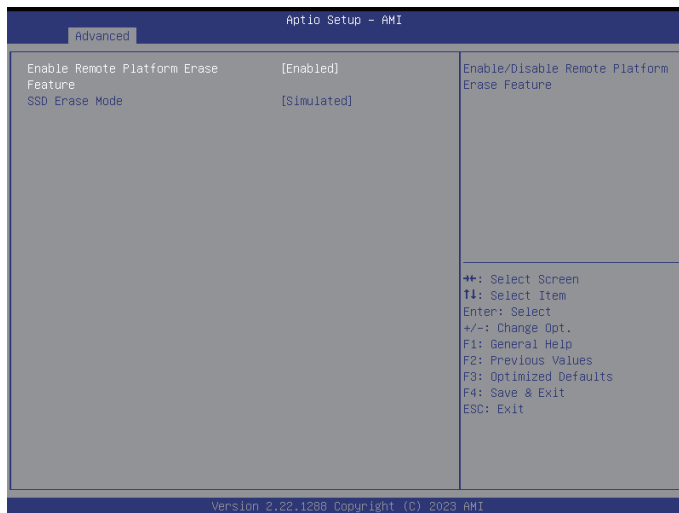 Aptio Setup – AMI
Advanced
Enable Remote Platform Erase Feature [Enabled]
SSD Erase Mode [Simulated]
Enable/Disable Remote Platform
Erase Feature
→←: Select Screen
↑↓: Select Item
Enter: Select
+/-: Change Opt.
F1: General Help
F2: Previous Values
F3: Optimized Defaults
F4: Save & Exit
ESC: Exit
Version 2.22.1288 Copyright (C) 2023 AMI